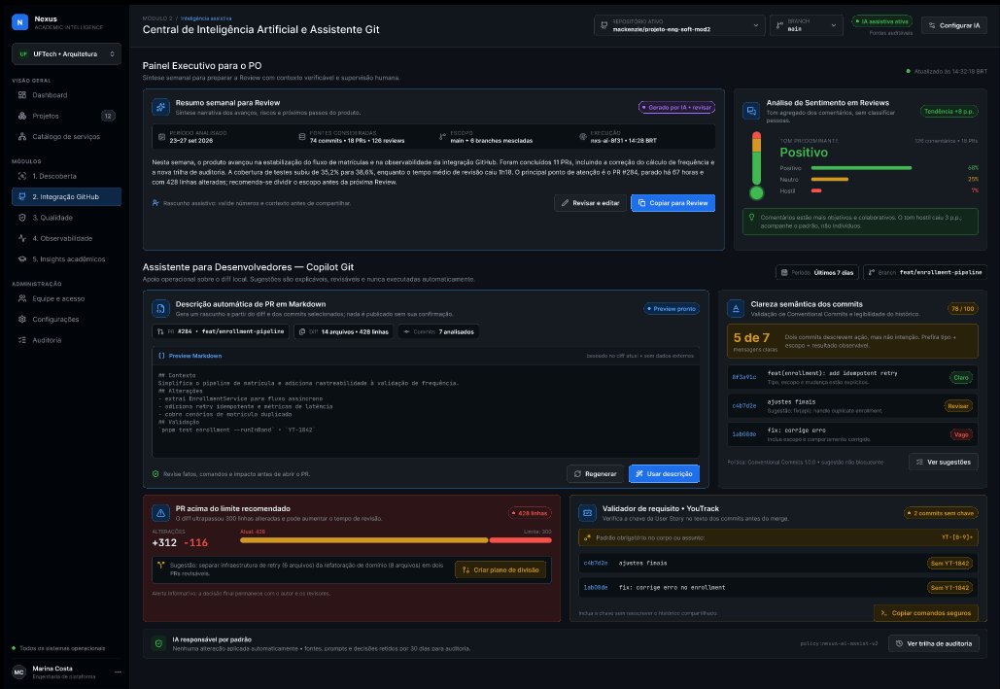 N
Nexus
ACADEMIC INTELLIGENCE
UF
UFTech • Arquitetura
VISÃO GERAL
Dashboard
Projetos
12
Catálogo de serviços
MÓDULOS
1. Descoberta
2. Integração GitHub
3. Qualidade
4. Observabilidade
5. Insights acadêmicos
ADMINISTRAÇÃO
Equipe e acesso
Configurações
Auditoria
Todos os sistemas operacionais
MC
Marina Costa
Engenharia de plataforma
MÓDULO 2 / Inteligência assistiva
Central de Inteligência Artificial e Assistente Git
REPOSITÓRIO ATIVO
mackenzie/projeto-eng-soft-mod2
BRANCH
main
IA assistiva ativa
Fontes auditáveis
Configurar IA
Painel Executivo para o PO
Síntese semanal para preparar a Review com contexto verificável e supervisão humana.
Atualizado às 14:32:18 BRT
Resumo semanal para Review
Síntese narrativa dos avanços, riscos e próximos passos do produto.
Gerado por IA • revisar
PERÍODO ANALISADO
23–27 set 2026
FONTES CONSIDERADAS
74 commits • 18 PRs • 126 reviews
ESCOPO
main + 6 branches mescladas
EXECUÇÃO
nxs-ai-8f31 • 14:28 BRT
Nesta semana, o produto avançou na estabilização do fluxo de matrículas e na observabilidade da integração GitHub. Foram concluídos 11 PRs, incluindo a correção do cálculo de frequência e
a nova trilha de auditoria. A cobertura de testes subiu de 35,2% para 38,6%, enquanto o tempo médio de revisão caiu 1h18. O principal ponto de atenção é o PR #284, parado há 67 horas e
com 428 linhas alteradas; recomenda-se dividir o escopo antes da próxima Review.
Rascunho assistivo: valide números e contexto antes de compartilhar.
Revisar e editar
Copiar para Review
Análise de Sentimento em Reviews
Tom agregado dos comentários, sem classificar
pessoas.
Tendência +8 p.p.
TOM PREDOMINANTE
126 comentários • 18 PRs
Positivo
Positivo
68%
Neutro
25%
Hostil
7%
Comentários estão mais objetivos e colaborativos. O tom hostil caiu 3 p.p.;
acompanhe o padrão, não indivíduos.
Assistente para Desenvolvedores — Copilot Git
Apoio operacional sobre o diff local. Sugestões são explicáveis, revisáveis e nunca executadas automaticamente.
Período
Últimos 7 dias
Branch
feat/enrollment-pipeline
Descrição automática de PR em Markdown
Gera um rascunho a partir do diff e dos commits selecionados; nada é publicado sem sua confirmação.
Preview pronto
PR #284 • feat/enrollment-pipeline
Diff 14 arquivos • 428 linhas
Commits 7 analisados
Preview Markdown
baseado no diff atual • sem dados externos
## Contexto
Simplifica o pipeline de matrícula e adiciona rastreabilidade à validação de frequência.
## Alterações
- extrai EnrollmentService para fluxo assíncrono
- adiciona retry idempotente e métricas de latência
- cobre cenários de matrícula duplicada
## Validação
`pnpm test enrollment --runInBand` • `YT-1842`
Revise fatos, comandos e impacto antes de abrir o PR.
Regenerar
Usar descrição
Clareza semântica dos commits
Validação de Conventional Commits e legibilidade do histórico.
78 / 100
5 de 7
mensagens claras
Dois commits descrevem ação, mas não intenção. Prefira tipo +
escopo + resultado observável.
8f3a91c
feat(enrollment): add idempotent retry
Tipo, escopo e mudança estão explícitos.
Claro
c4b7d2e
ajustes finais
Sugestão: fix(api): handle duplicate enrollment
Revisar
1ab08de
fix: corrige erro
Inclua escopo e comportamento corrigido.
Vago
Política: Conventional Commits 1.0.0 • sugestão não bloqueante
Ver sugestões
PR acima do limite recomendado
O diff ultrapassou 300 linhas alteradas e pode aumentar o tempo de revisão.
428 linhas
ALTERAÇÕES
+312 -116
Atual: 428
Limite: 300
Sugestão: separar infraestrutura de retry (6 arquivos) da refatoração de domínio (8 arquivos) em dois
PRs revisáveis.
Criar plano de divisão
Alerta informativo: a decisão final permanece com o autor e os revisores.
Validador de requisito • YouTrack
Verifica a chave da User Story no texto dos commits antes do merge.
2 commits sem chave
Padrão obrigatório no corpo ou assunto:
YT-[0-9]+
c4b7d2e
ajustes finais
Sem YT-1842
1ab08de
fix: corrige erro no enrollment
Sem YT-1842
Inclua a chave sem reescrever o histórico compartilhado.
Copiar comandos seguros
IA responsável por padrão
Nenhuma alteração aplicada automaticamente • fontes, prompts e decisões retidos por 30 dias para auditoria.
policy:nexus-ai-assist-v2
Ver trilha de auditoria